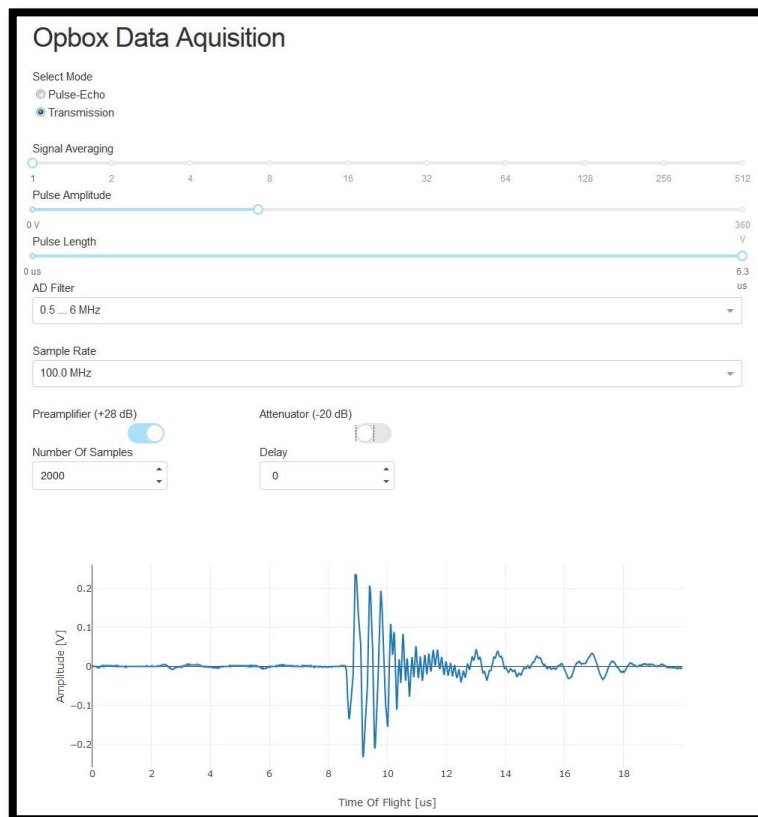 Opbox Data Aquisition
Select Mode
Pulse-Echo
Transmission
Signal Averaging
1 2 4 8 16 32 64 128 256 512
Pulse Amplitude
0 V 360 V
Pulse Length
0 us 6.3 us
AD Filter
0.5 ... 6 MHz
Sample Rate
100.0 MHz
Preamplifier (+28 dB) Attenuator (-20 dB)
Number Of Samples Delay
2000 0
Amplitude [V]
0.2
0.1
0
−0.1
−0.2
0 2 4 6 8 10 12 14 16 18
Time Of Flight [us]